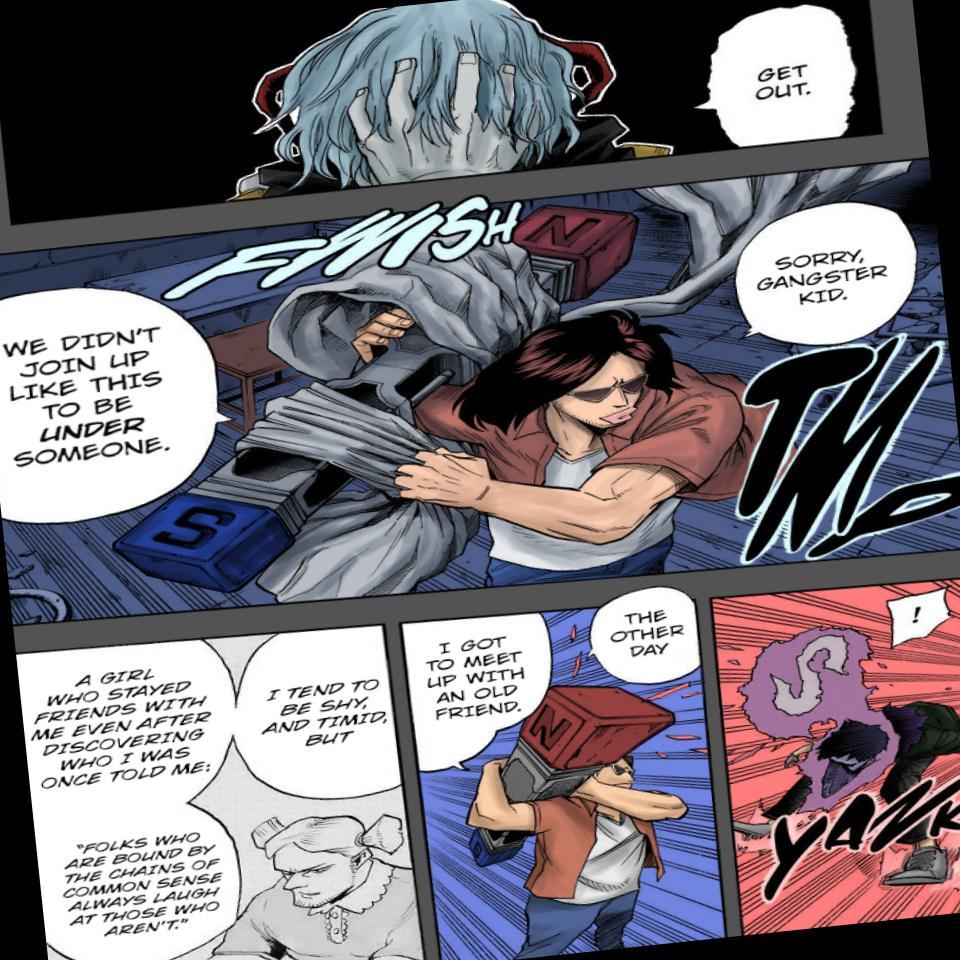 GET
OUT.
FWISH
N
SORRY,
GANGSTER
KID.
WE DIDN'T
JOIN UP
LIKE THIS
TO BE
UNDER
SOMEONE.
S
!
S
YANK
THE
OTHER
DAY
I GOT
TO MEET
UP WITH
AN OLD
FRIEND.
N
S
I TEND TO
BE SHY,
AND TIMID,
BUT
A GIRL
WHO STAYED
FRIENDS WITH
ME EVEN AFTER
DISCOVERING
WHO I WAS
ONCE TOLD ME:
"FOLKS WHO
ARE BOUND BY
THE CHAINS OF
COMMON SENSE
ALWAYS LAUGH
AT THOSE WHO
AREN'T."